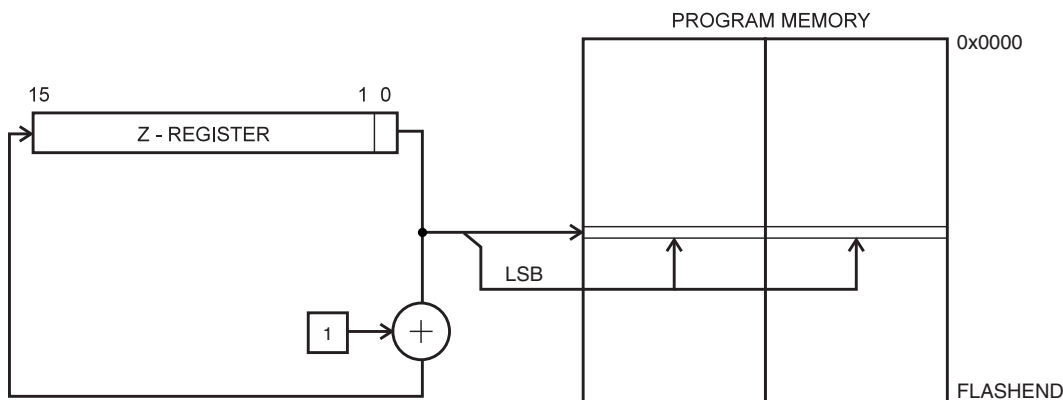 PROGRAM MEMORY
0x0000
15
1 0
Z - REGISTER
LSB
1
FLASHEND